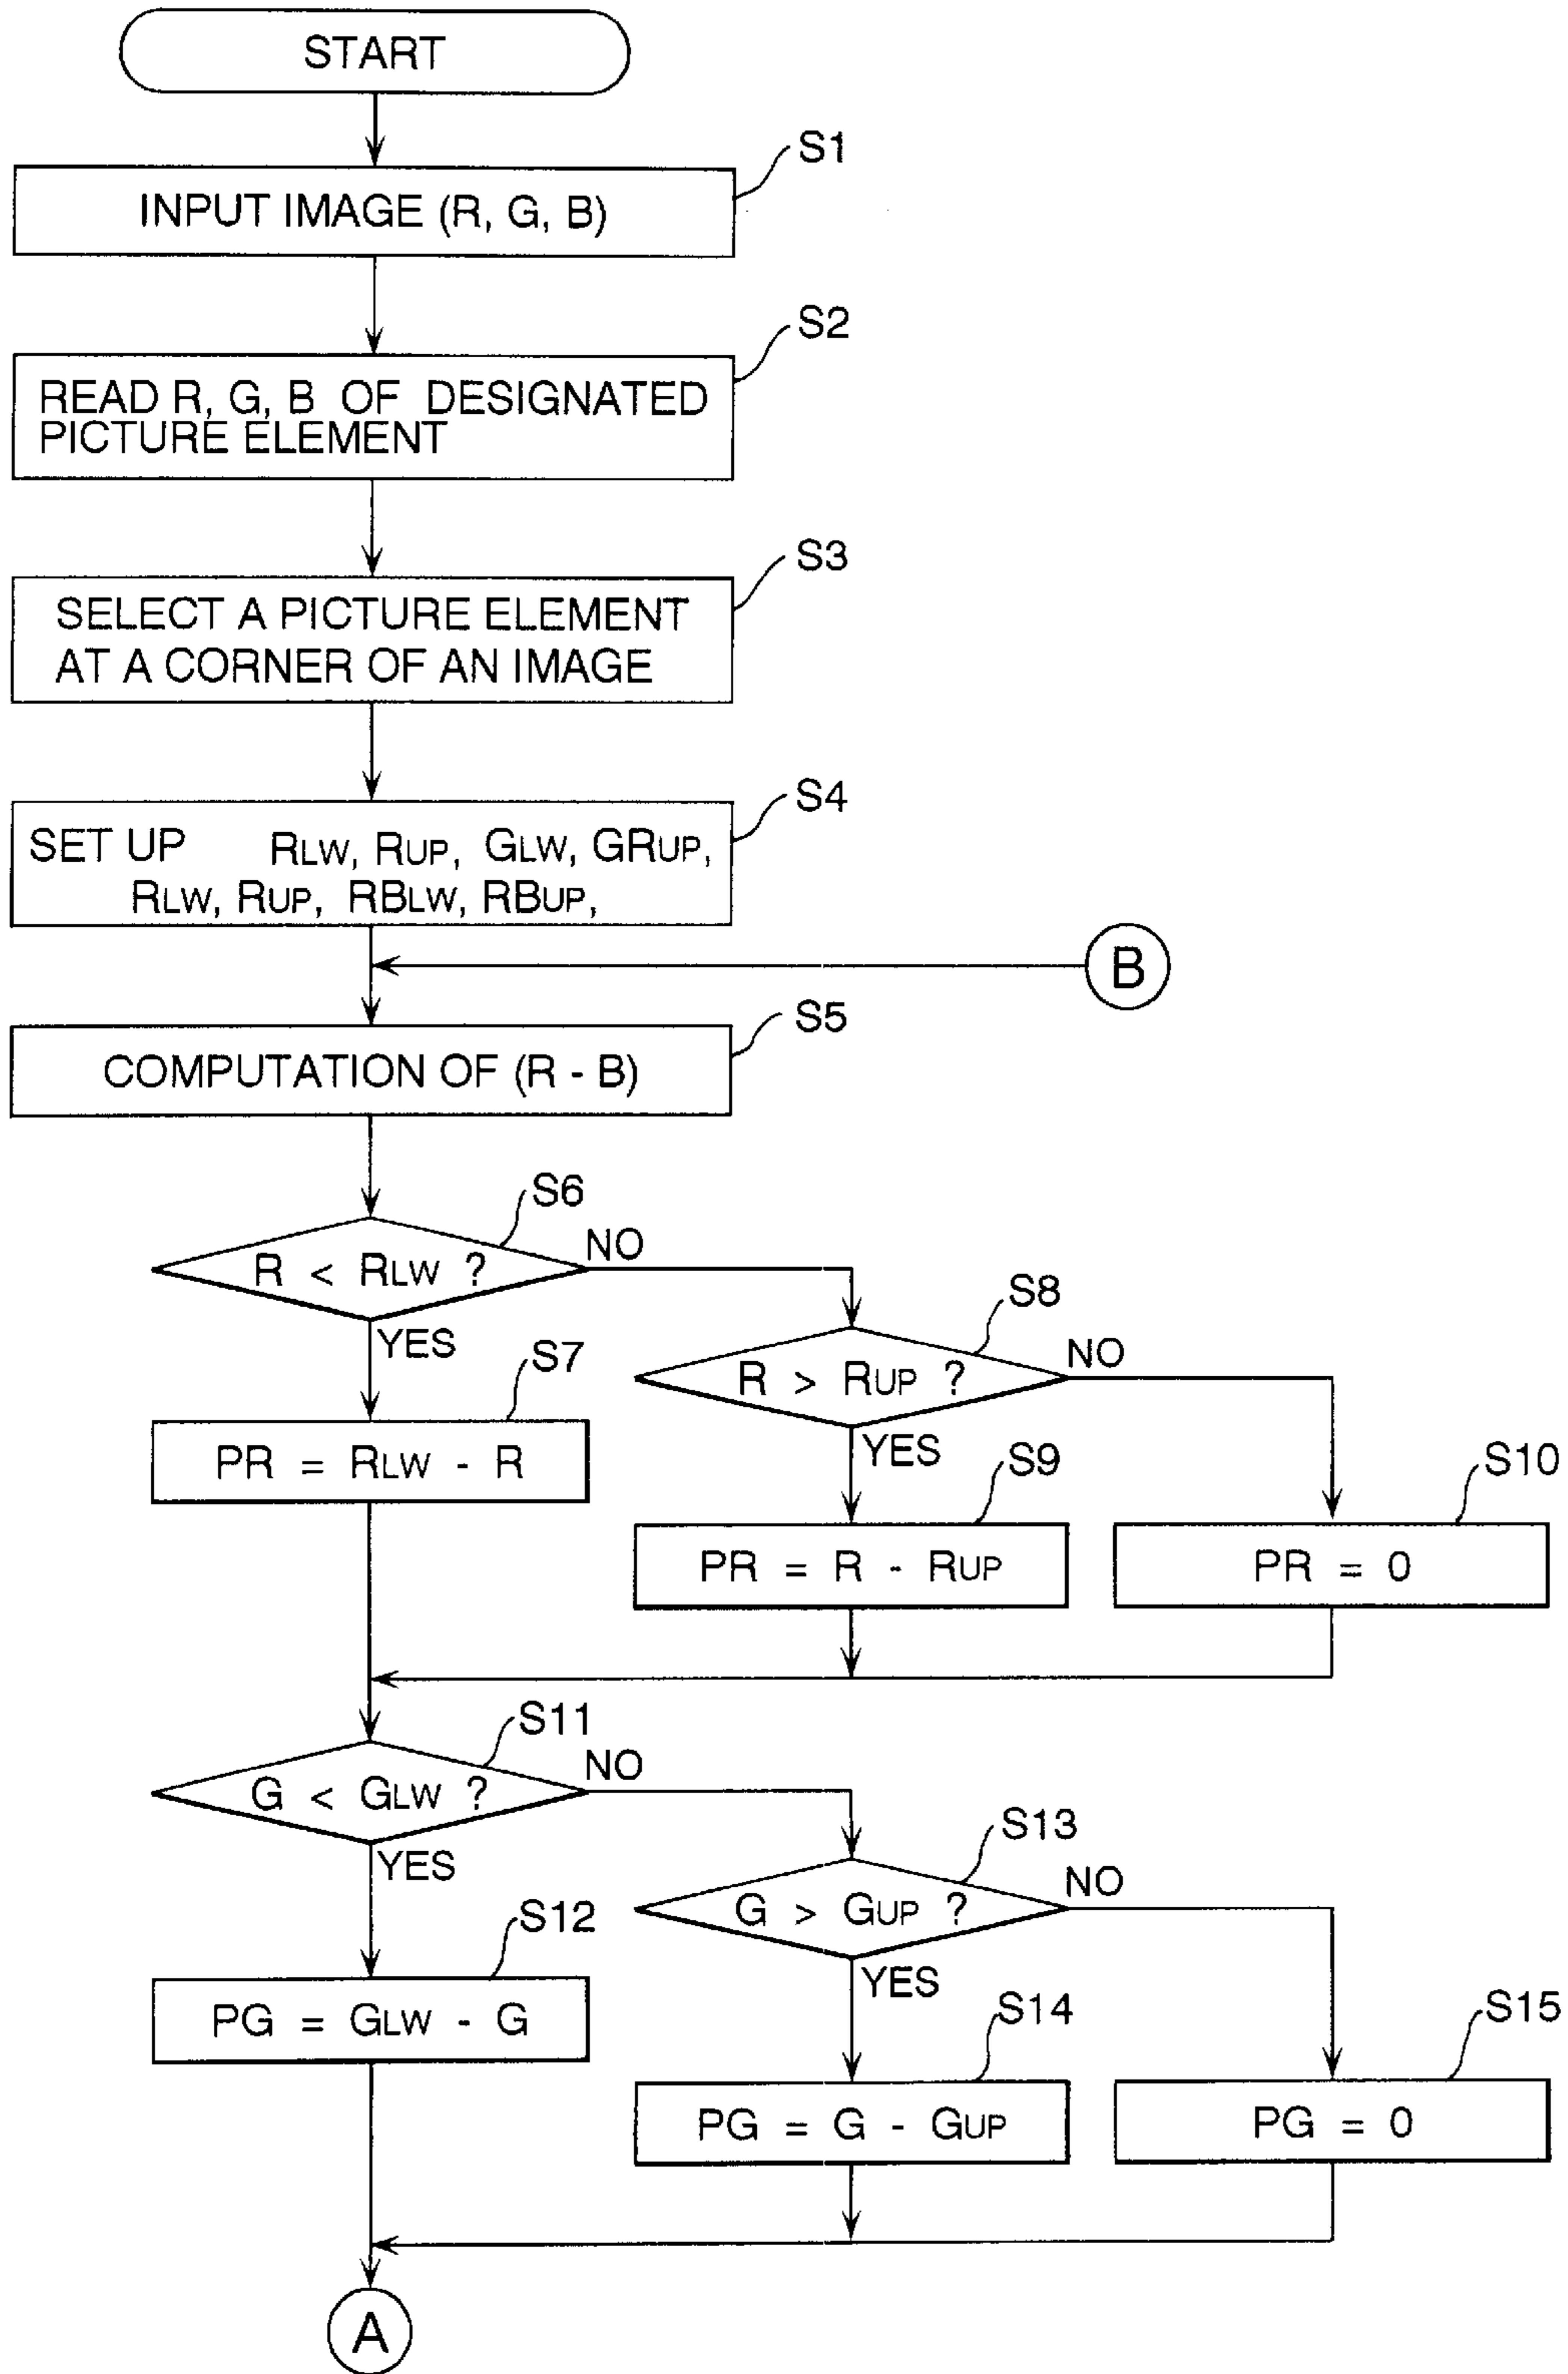 START
S1
INPUT IMAGE (R, G, B)
S2
READ R, G, B OF DESIGNATED
PICTURE ELEMENT
S3
SELECT A PICTURE ELEMENT
AT A CORNER OF AN IMAGE
S4
SET UP RLW, RUP, GLW, GRUP,
RLW, RUP, RBLW, RBUP,
B
S5
COMPUTATION OF (R - B)
S6
R < RLW ?
NO
YES
S8
R > RUP ?
NO
YES
S7
PR = RLW - R
S9
PR = R - RUP
S10
PR = 0
S11
G < GLW ?
NO
YES
S13
G > GUP ?
NO
YES
S12
PG = GLW - G
S14
PG = G - GUP
S15
PG = 0
A